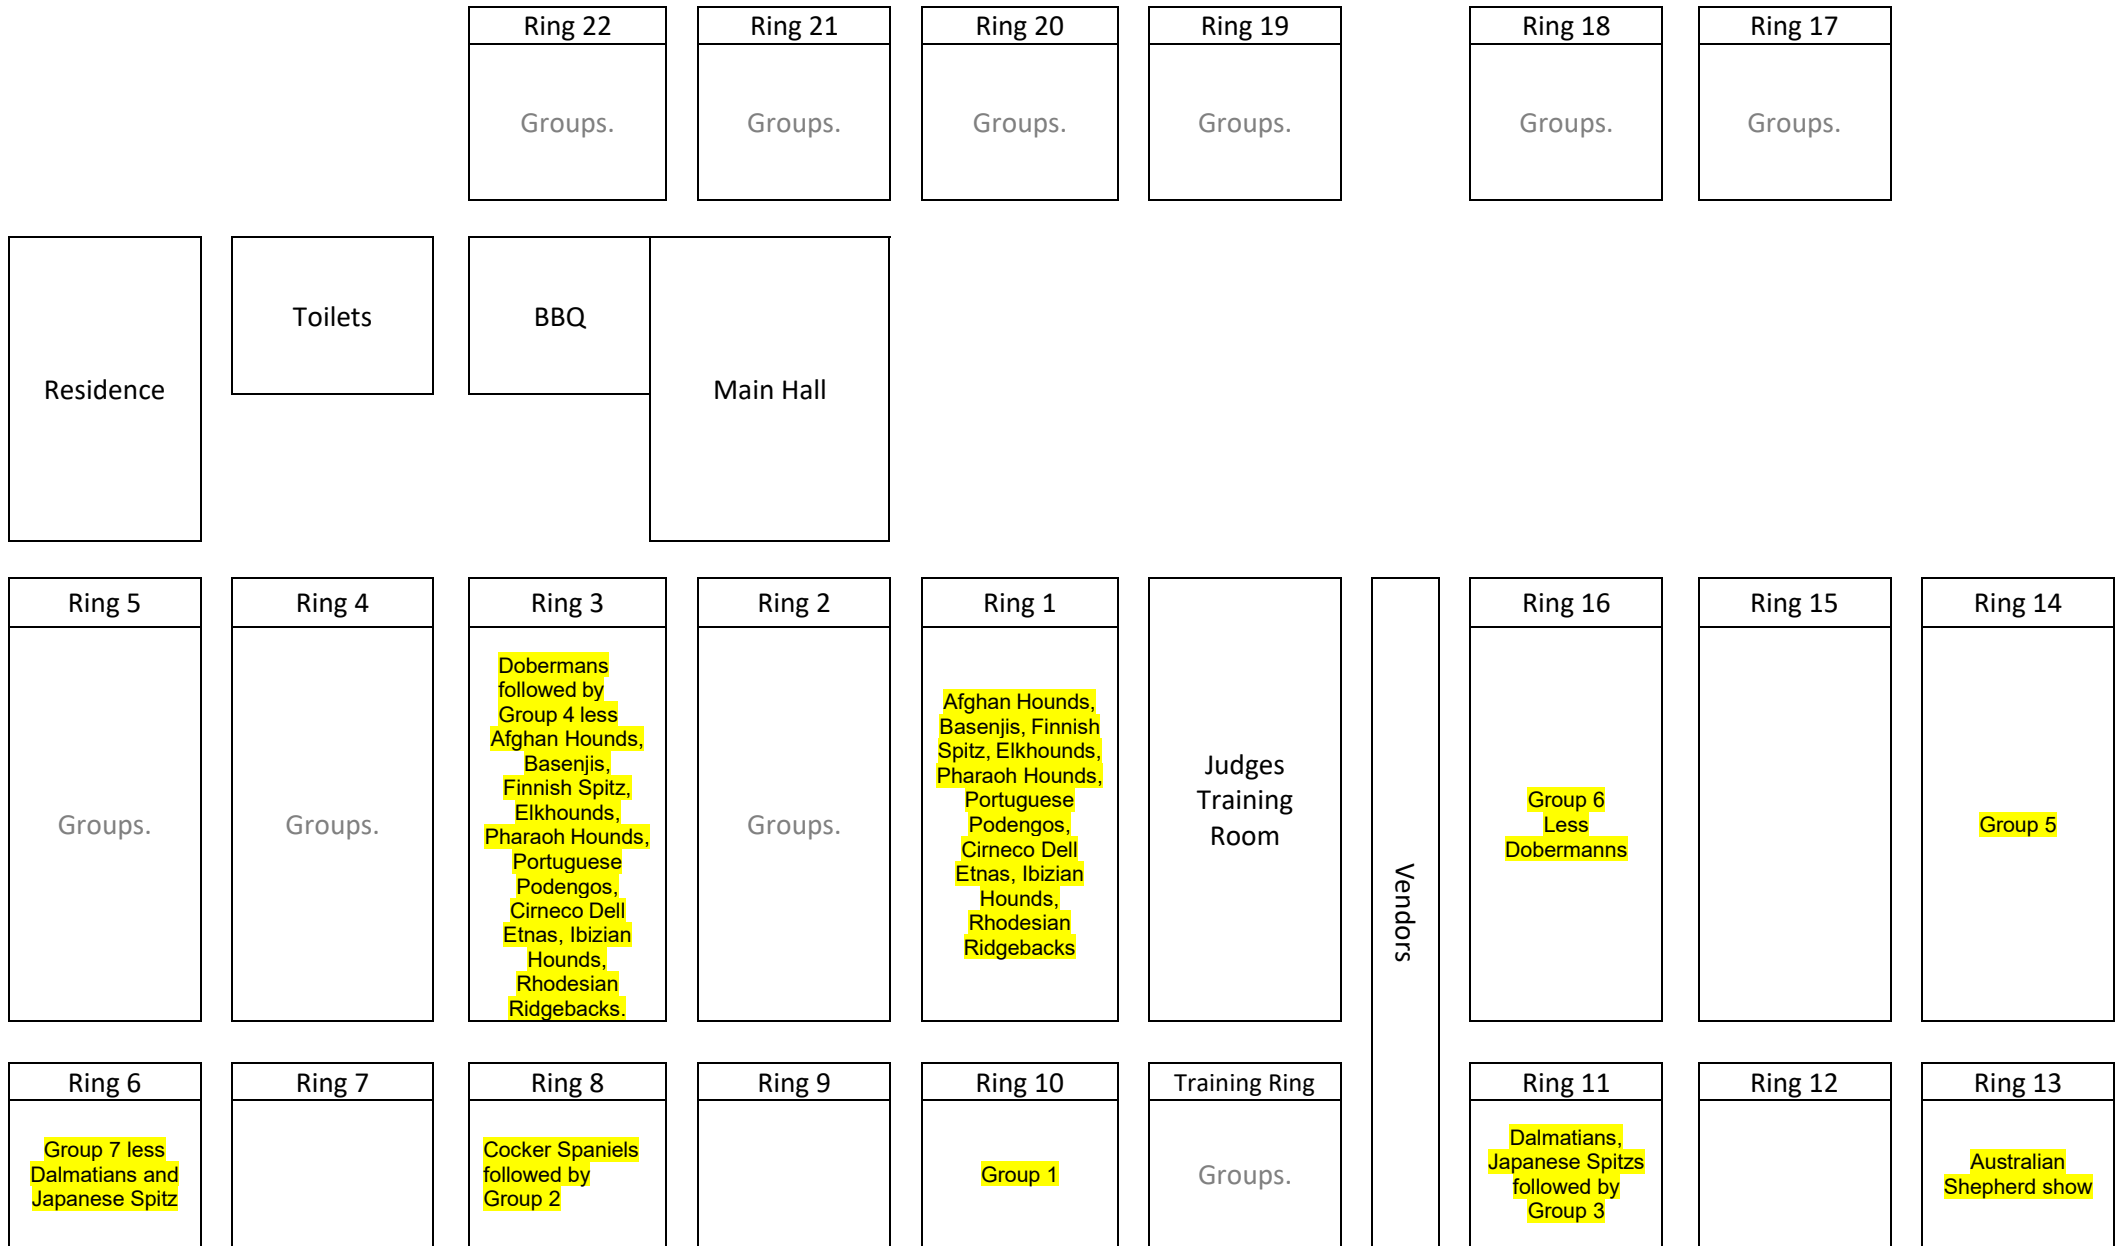 Ring 22
Ring 21
Ring 20
Ring 19
Ring 18
Ring 17
Groups.
Groups.
Groups.
Groups.
Groups.
Groups.
Residence
Toilets
BBQ
Main Hall
Ring 5
Groups.
Ring 4
Groups.
Ring 3
Dobermans
followed by
Group 4 less
Afghan Hounds,
Basenjis,
Finnish Spitz,
Elkhounds,
Pharaoh Hounds,
Portuguese
Podengos,
Cirneco Dell
Etnas, Ibizian
Hounds,
Rhodesian
Ridgebacks.
Ring 2
Groups.
Ring 1
Afghan Hounds,
Basenjis, Finnish
Spitz, Elkhounds,
Pharaoh Hounds,
Portuguese
Podengos,
Cirneco Dell
Etnas, Ibizian
Hounds,
Rhodesian
Ridgebacks
Judges
Training
Room
Vendors
Ring 16
Group 6
Less
Dobermanns
Ring 15
Ring 14
Group 5
Ring 6
Group 7 less
Dalmatians and
Japanese Spitz
Ring 7
Ring 8
Cocker Spaniels
followed by
Group 2
Ring 9
Ring 10
Group 1
Training Ring
Groups.
Ring 11
Dalmatians,
Japanese Spitzs
followed by
Group 3
Ring 12
Ring 13
Australian
Shepherd show